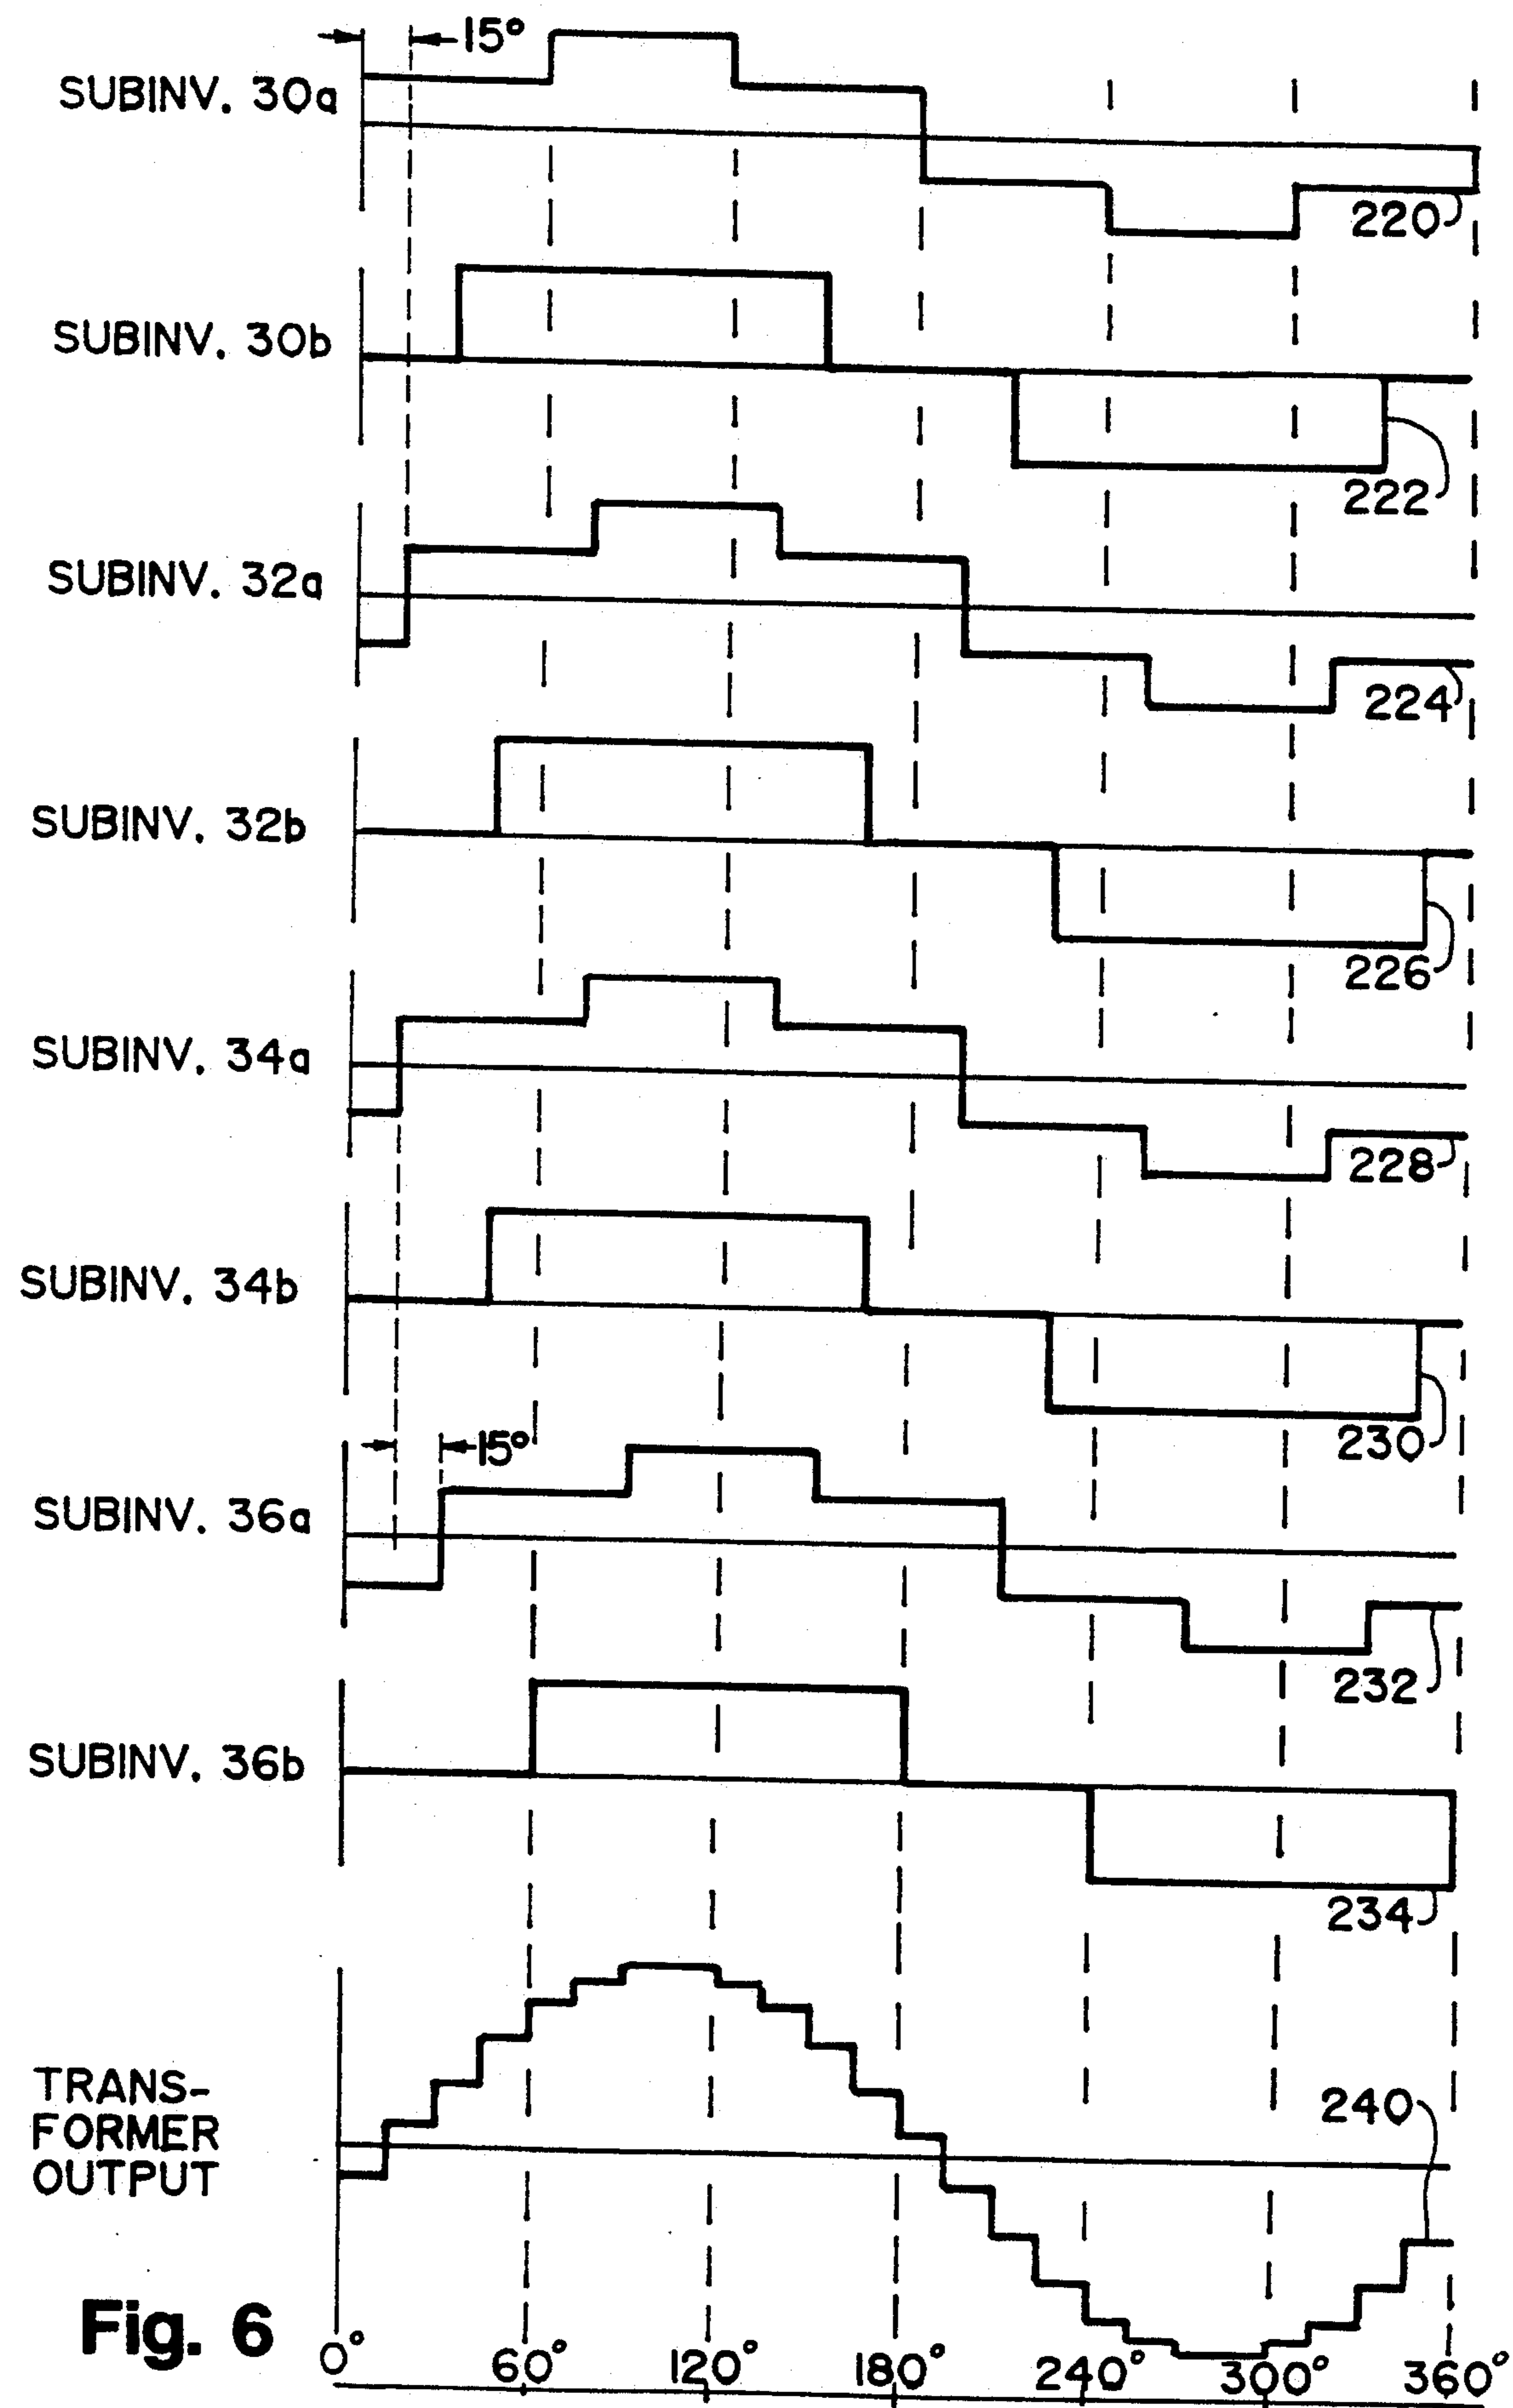 15°
SUBINV. 30a
220
SUBINV. 30b
222
SUBINV. 32a
224
SUBINV. 32b
226
SUBINV. 34a
228
SUBINV. 34b
230
15°
SUBINV. 36a
232
SUBINV. 36b
234
TRANS-
FORMER
OUTPUT
240
Fig. 6
0° 60° 120° 180° 240° 300° 360°